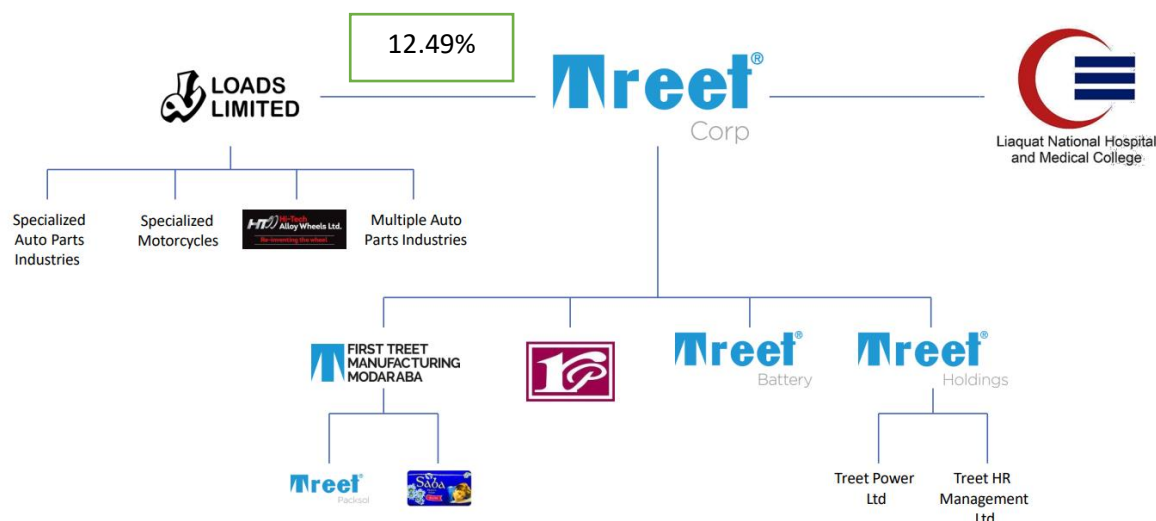 12.49%
LOADS
LIMITED
Treet®
Corp
Liaquat National Hospital
and Medical College
Specialized
Auto Parts
Industries
Specialized
Motorcycles
HT Hi-Tech
Alloy Wheels Ltd.
Re-inventing the wheel
Multiple Auto
Parts Industries
FIRST TREET
MANUFACTURING
MODARABA
Treet®
Battery
Treet®
Holdings
Treet®
Packsol
Saba
Treet Power
Ltd
Treet HR
Management
Ltd